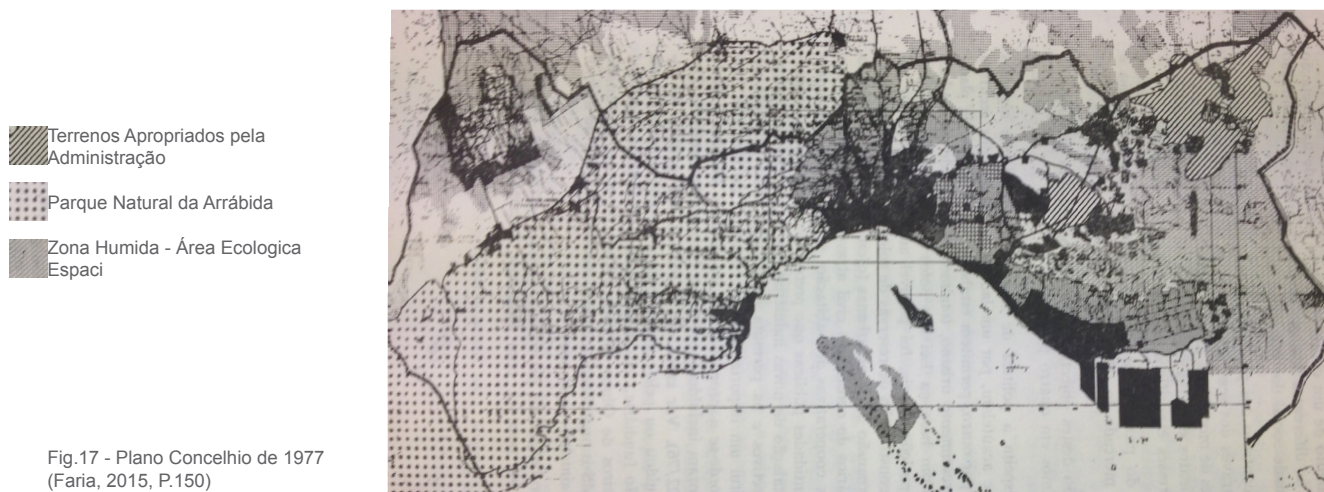 Terrenos Apropriados pela
Administração
Parque Natural da Arrábida
Zona Humida - Área Ecologica
Espaci
Fig.17 - Plano Concelhio de 1977
(Faria, 2015, P.150)